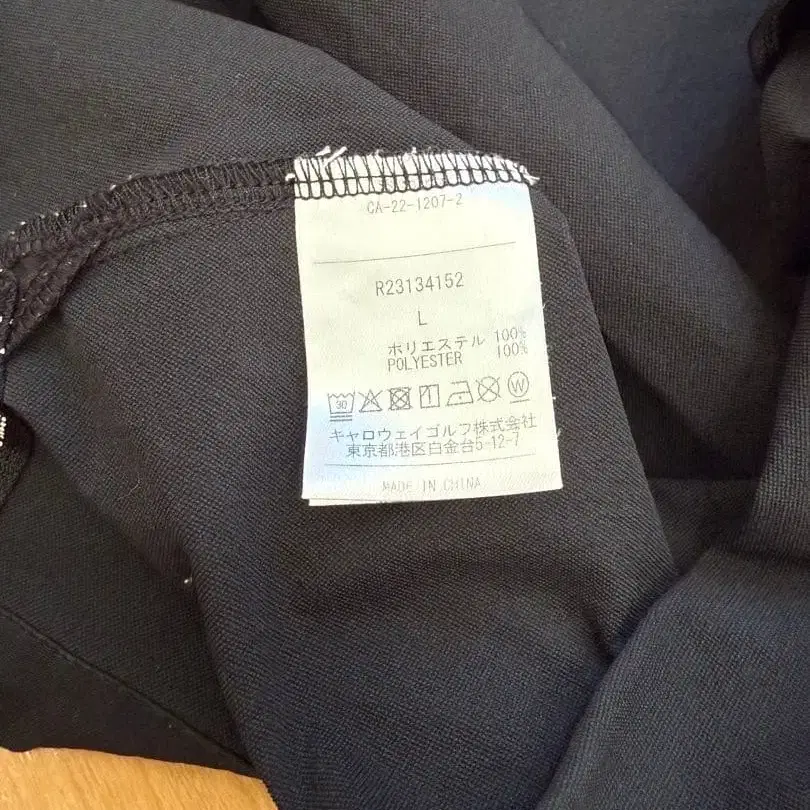 CA-22-1207-2
R23134152
L
ポリエステル 100%
POLYESTER 100%
30 W
キャロウェイゴルフ株式会社
東京都港区白金台5-12-7
MADE IN CHINA